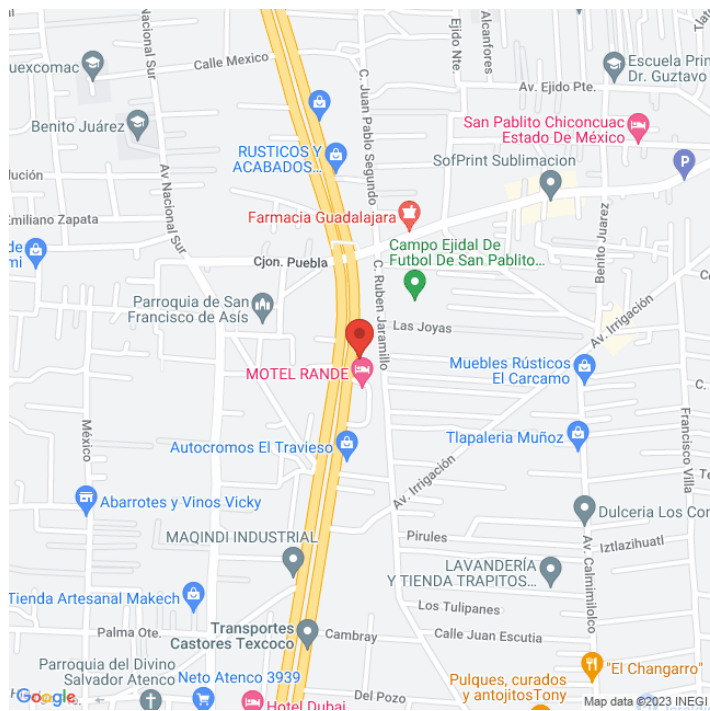 Nacional Sur
uexcomac
Calle Mexico
Benito Juárez
Av Nacional Sur
olución
Emiliano Zapata
de
mi
RUSTICOS Y
ACABADOS...
C. Juan Pablo Segundo
Ejido Nte.
Alcanfores
Tla
Av. Ejido Pte.
Escuela Prin
Dr. Guztavo
San Pablito Chiconcuac
Estado De México
SofPrint Sublimacion
P
Farmacia Guadalajara
Campo Ejidal De
Futbol De San Pablito...
Cjon. Puebla
C. Ruben Jaramillo
Benito Juarez
Parroquia de San
Francisco de Asís
Las Joyas
Av. Irrigación
MOTEL RANDE
Muebles Rústicos
El Carcamo
C.
Francisco Villa
México
Autocromos El Travieso
Tlapaleria Muñoz
Abarrotes y Vinos Vicky
Av. Irrigación
Dulceria Los Cor
MAQINDI INDUSTRIAL
Pirules
Iztlazihuatl
LAVANDERÍA
Y TIENDA TRAPITOS...
Av. Calmimilolco
Tienda Artesanal Makech
Los Tulipanes
Palma Ote.
Transportes
Castores Texcoco
Cambray
Calle Juan Escutia
Parroquia del Divino
Salvador Atenco
Neto Atenco 3939
Pulques, curados
y antojitosTony
"El Changarro"
Google
Hotel Dubai
Del Pozo
Map data ©2023 INEGI